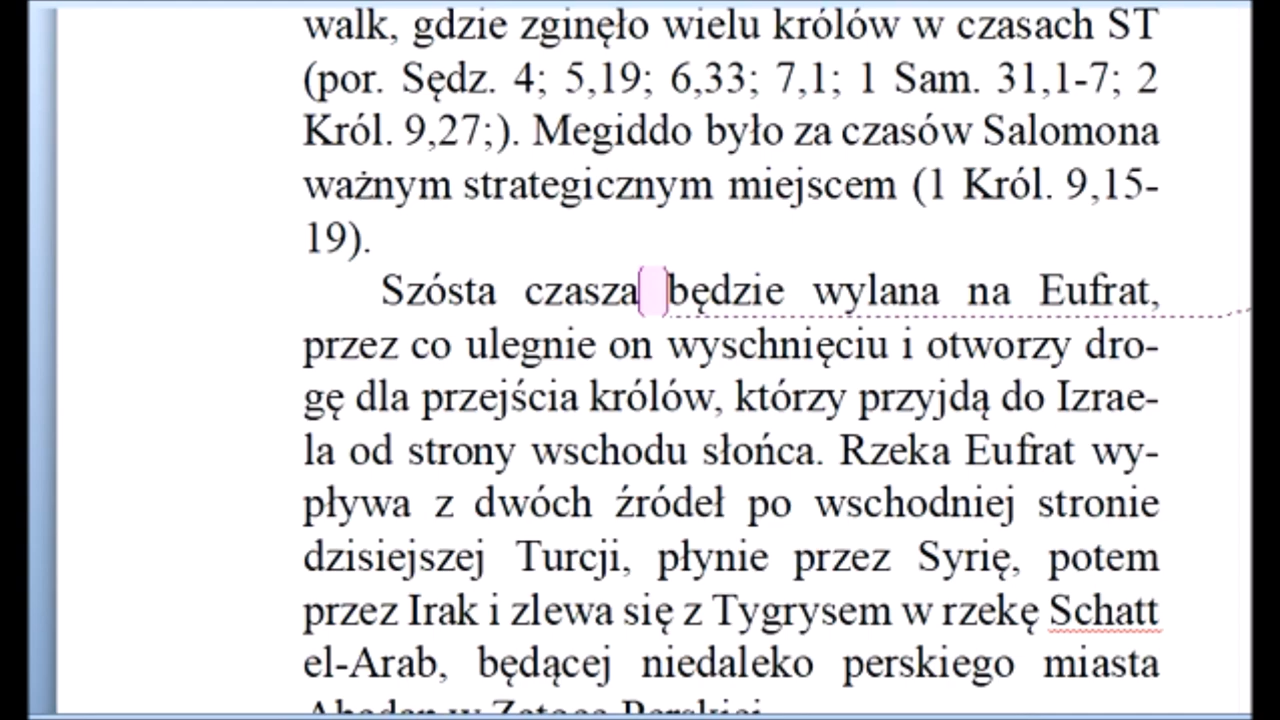 walk, gdzie zginęło wielu królów w czasach ST
(por. Sędz. 4; 5,19; 6,33; 7,1; 1 Sam. 31,1-7; 2
Król. 9,27;). Megiddo było za czasów Salomona
ważnym strategicznym miejscem (1 Król. 9,15-
19).
Szósta czasza będzie wylana na Eufrat,
przez co ulegnie on wyschnięciu i otworzy dro-
gę dla przejścia królów, którzy przyjdą do Izrae-
la od strony wschodu słońca. Rzeka Eufrat wy-
pływa z dwóch źródeł po wschodniej stronie
dzisiejszej Turcji, płynie przez Syrię, potem
przez Irak i zlewa się z Tygrysem w rzekę Schatt
el-Arab, będącej niedaleko perskiego miasta
Abadan w Zatoce Perskiej